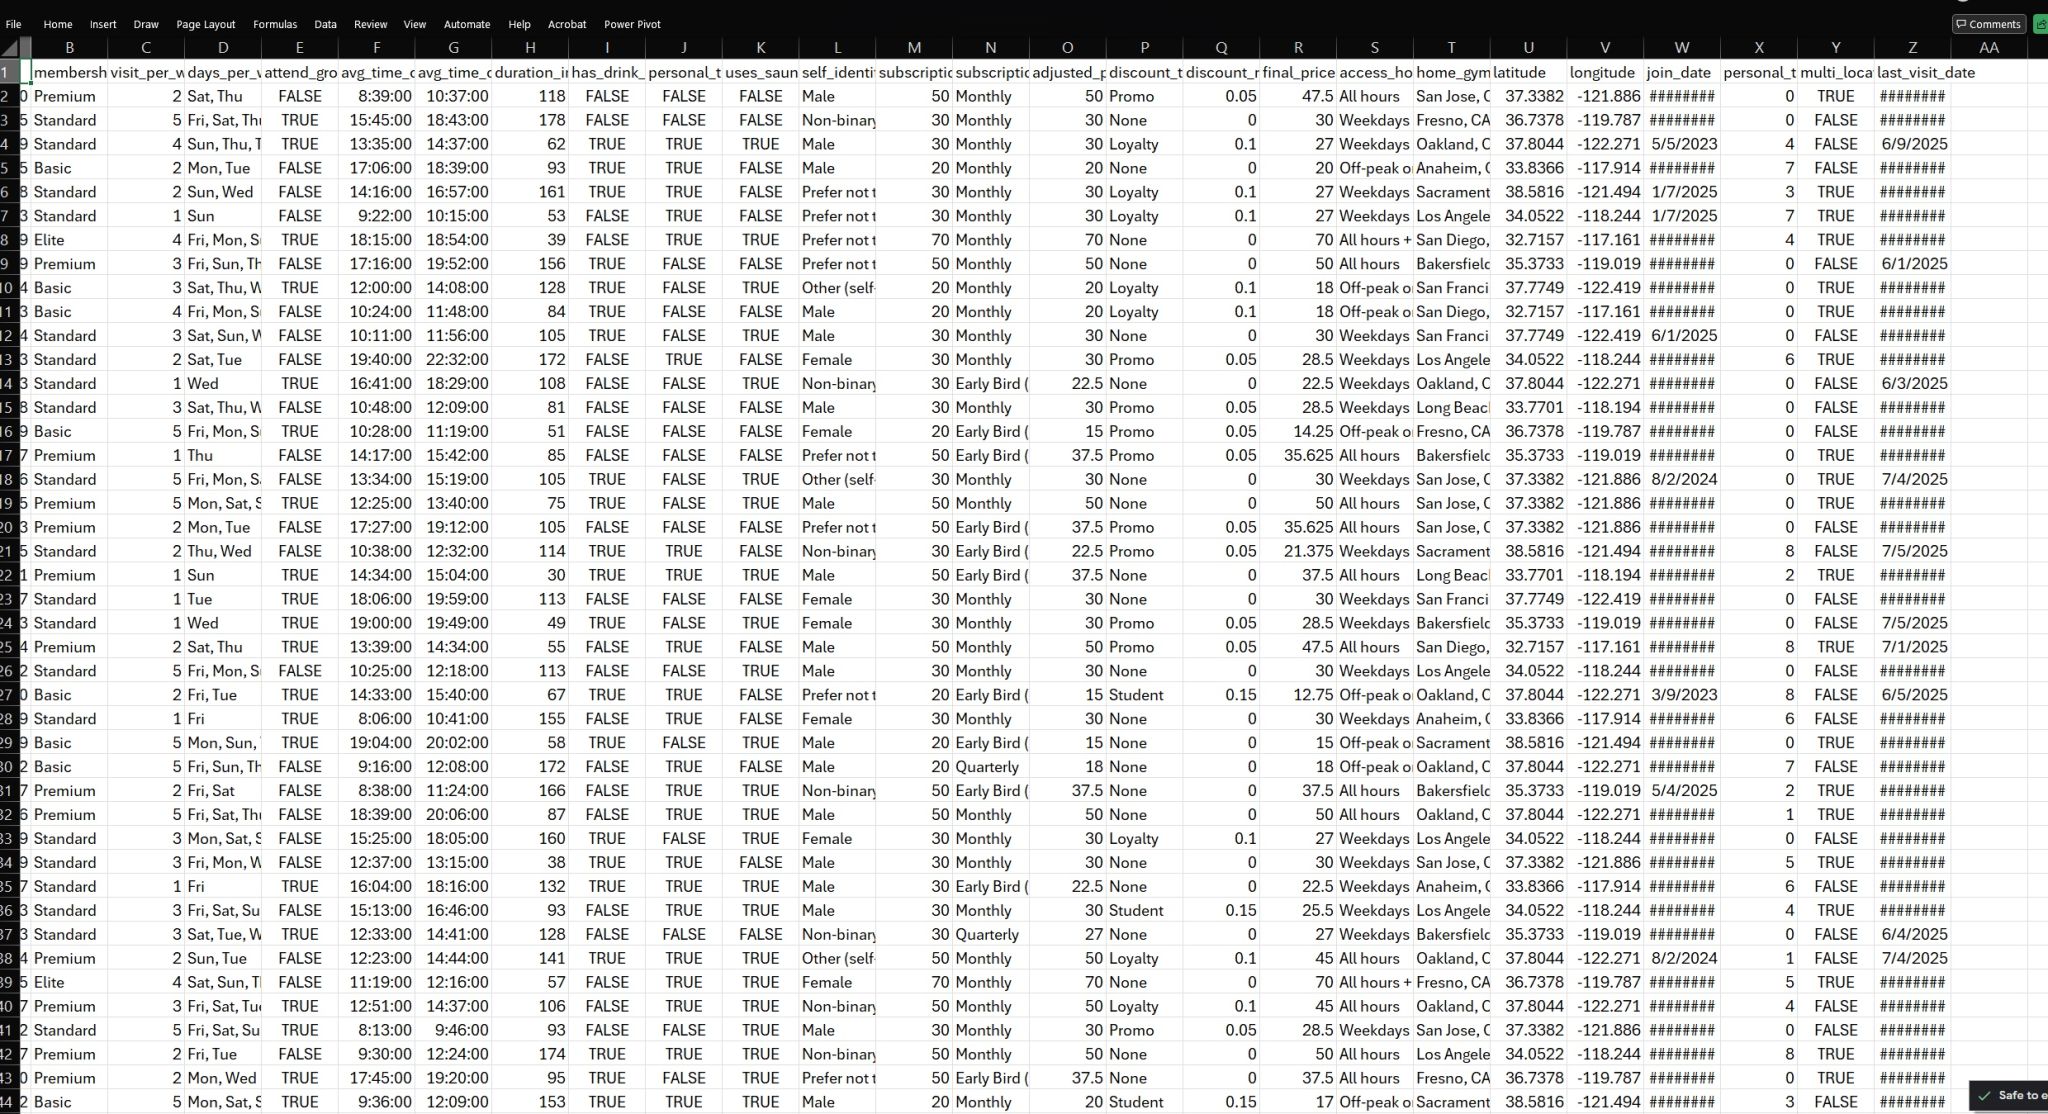 File Home Insert Draw Page Layout Formulas Data Review View Automate Help Acrobat Power Pivot Comments
B C D E F G H I J K L M N O P Q R S T U V W X Y Z AA
1 membersh visit_per_w days_per_w attend_gro avg_time_c avg_time_c duration_ir has_drink_ personal_t uses_saun self_identif subscriptic subscriptic adjusted_p discount_t discount_r final_price access_ho home_gym latitude longitude join_date personal_t multi_locat last_visit_date
2 0 Premium 2 Sat, Thu FALSE 8:39:00 10:37:00 118 FALSE FALSE FALSE Male 50 Monthly 50 Promo 0.05 47.5 All hours San Jose, C 37.3382 -121.886 ######## 0 TRUE ########
3 5 Standard 5 Fri, Sat, Thu TRUE 15:45:00 18:43:00 178 FALSE FALSE FALSE Non-binary 30 Monthly 30 None 0 30 Weekdays Fresno, CA 36.7378 -119.787 ######## 0 FALSE ########
4 9 Standard 4 Sun, Thu, T TRUE 13:35:00 14:37:00 62 TRUE TRUE TRUE Male 30 Monthly 30 Loyalty 0.1 27 Weekdays Oakland, C 37.8044 -122.271 5/5/2023 4 FALSE 6/9/2025
5 5 Basic 2 Mon, Tue FALSE 17:06:00 18:39:00 93 TRUE TRUE FALSE Male 20 Monthly 20 None 0 20 Off-peak o Anaheim, C 33.8366 -117.914 ######## 7 FALSE ########
6 8 Standard 2 Sun, Wed FALSE 14:16:00 16:57:00 161 TRUE TRUE FALSE Prefer not t 30 Monthly 30 Loyalty 0.1 27 Weekdays Sacrament 38.5816 -121.494 1/7/2025 3 TRUE ########
7 3 Standard 1 Sun FALSE 9:22:00 10:15:00 53 FALSE TRUE FALSE Prefer not t 30 Monthly 30 Loyalty 0.1 27 Weekdays Los Angele 34.0522 -118.244 1/7/2025 7 TRUE ########
8 9 Elite 4 Fri, Mon, S TRUE 18:15:00 18:54:00 39 FALSE TRUE TRUE Prefer not t 70 Monthly 70 None 0 70 All hours + San Diego, 32.7157 -117.161 ######## 4 TRUE ########
9 9 Premium 3 Fri, Sun, Th FALSE 17:16:00 19:52:00 156 TRUE FALSE FALSE Prefer not t 50 Monthly 50 None 0 50 All hours Bakersfield 35.3733 -119.019 ######## 0 FALSE 6/1/2025
10 4 Basic 3 Sat, Thu, W TRUE 12:00:00 14:08:00 128 TRUE FALSE TRUE Other (self- 20 Monthly 20 Loyalty 0.1 18 Off-peak o San Franci 37.7749 -122.419 ######## 0 TRUE ########
11 3 Basic 4 Fri, Mon, S FALSE 10:24:00 11:48:00 84 TRUE FALSE TRUE Male 20 Monthly 20 Loyalty 0.1 18 Off-peak o San Diego, 32.7157 -117.161 ######## 0 TRUE ########
12 4 Standard 3 Sat, Sun, W FALSE 10:11:00 11:56:00 105 TRUE FALSE TRUE Male 30 Monthly 30 None 0 30 Weekdays San Franci 37.7749 -122.419 6/1/2025 0 FALSE ########
13 3 Standard 2 Sat, Tue FALSE 19:40:00 22:32:00 172 FALSE TRUE FALSE Female 30 Monthly 30 Promo 0.05 28.5 Weekdays Los Angele 34.0522 -118.244 ######## 6 TRUE ########
14 3 Standard 1 Wed TRUE 16:41:00 18:29:00 108 FALSE FALSE TRUE Non-binary 30 Early Bird ( 22.5 None 0 22.5 Weekdays Oakland, C 37.8044 -122.271 ######## 0 FALSE 6/3/2025
15 8 Standard 3 Sat, Thu, W FALSE 10:48:00 12:09:00 81 FALSE FALSE FALSE Male 30 Monthly 30 Promo 0.05 28.5 Weekdays Long Beac 33.7701 -118.194 ######## 0 FALSE ########
16 9 Basic 5 Fri, Mon, S TRUE 10:28:00 11:19:00 51 FALSE FALSE TRUE Female 20 Early Bird ( 15 Promo 0.05 14.25 Off-peak o Fresno, CA 36.7378 -119.787 ######## 0 FALSE ########
17 7 Premium 1 Thu FALSE 14:17:00 15:42:00 85 FALSE FALSE FALSE Prefer not t 50 Early Bird ( 37.5 Promo 0.05 35.625 All hours Bakersfield 35.3733 -119.019 ######## 0 TRUE ########
18 6 Standard 5 Fri, Mon, S FALSE 13:34:00 15:19:00 105 TRUE FALSE TRUE Other (self- 30 Monthly 30 None 0 30 Weekdays San Jose, C 37.3382 -121.886 8/2/2024 0 TRUE 7/4/2025
19 5 Premium 5 Mon, Sat, S TRUE 12:25:00 13:40:00 75 TRUE FALSE TRUE Male 50 Monthly 50 None 0 50 All hours San Jose, C 37.3382 -121.886 ######## 0 TRUE ########
20 3 Premium 2 Mon, Tue FALSE 17:27:00 19:12:00 105 FALSE FALSE FALSE Prefer not t 50 Early Bird ( 37.5 Promo 0.05 35.625 All hours San Jose, C 37.3382 -121.886 ######## 0 FALSE ########
21 5 Standard 2 Thu, Wed FALSE 10:38:00 12:32:00 114 TRUE TRUE FALSE Non-binary 30 Early Bird ( 22.5 Promo 0.05 21.375 Weekdays Sacrament 38.5816 -121.494 ######## 8 FALSE 7/5/2025
22 1 Premium 1 Sun TRUE 14:34:00 15:04:00 30 FALSE TRUE TRUE Male 50 Early Bird ( 37.5 None 0 37.5 All hours Long Beac 33.7701 -118.194 ######## 2 TRUE ########
23 7 Standard 1 Tue TRUE 18:06:00 19:59:00 113 FALSE FALSE TRUE Female 30 Monthly 30 None 0 30 Weekdays San Franci 37.7749 -122.419 ######## 0 FALSE ########
24 3 Standard 1 Wed TRUE 19:00:00 19:49:00 49 TRUE FALSE TRUE Female 30 Monthly 30 Promo 0.05 28.5 Weekdays Bakersfield 35.3733 -119.019 ######## 0 FALSE 7/5/2025
25 4 Premium 2 Sat, Thu TRUE 13:39:00 14:34:00 55 FALSE TRUE FALSE Male 50 Monthly 50 Promo 0.05 47.5 All hours San Diego, 32.7157 -117.161 ######## 8 TRUE 7/1/2025
26 2 Standard 5 Fri, Mon, S FALSE 10:25:00 12:18:00 113 FALSE FALSE TRUE Male 30 Monthly 30 None 0 30 Weekdays Los Angele 34.0522 -118.244 ######## 0 FALSE ########
27 0 Basic 2 Fri, Tue FALSE 14:33:00 15:40:00 67 TRUE TRUE FALSE Prefer not t 20 Early Bird ( 15 Student 0.15 12.75 Off-peak o Oakland, C 37.8044 -122.271 3/9/2023 8 FALSE 6/5/2025
28 9 Standard 1 Fri TRUE 8:06:00 10:41:00 155 FALSE TRUE FALSE Female 30 Monthly 30 None 0 30 Weekdays Anaheim, C 33.8366 -117.914 ######## 6 FALSE ########
29 9 Basic 5 Mon, Sun, TRUE 19:04:00 20:02:00 58 TRUE FALSE TRUE Male 20 Early Bird ( 15 None 0 15 Off-peak o Sacrament 38.5816 -121.494 ######## 0 TRUE ########
30 2 Basic 5 Fri, Sun, Th FALSE 9:16:00 12:08:00 172 FALSE TRUE FALSE Male 20 Quarterly 18 None 0 18 Off-peak o Oakland, C 37.8044 -122.271 ######## 7 FALSE ########
31 7 Premium 2 Fri, Sat FALSE 8:38:00 11:24:00 166 FALSE TRUE FALSE Non-binary 50 Early Bird ( 37.5 None 0 37.5 All hours Bakersfield 35.3733 -119.019 5/4/2025 2 TRUE ########
32 6 Premium 5 Fri, Sat, Thu FALSE 18:39:00 20:06:00 87 FALSE TRUE FALSE Male 50 Monthly 50 None 0 50 All hours Oakland, C 37.8044 -122.271 ######## 1 TRUE ########
33 9 Standard 3 Mon, Sat, S FALSE 15:25:00 18:05:00 160 TRUE FALSE TRUE Female 30 Monthly 30 Loyalty 0.1 27 Weekdays Los Angele 34.0522 -118.244 ######## 0 FALSE ########
34 9 Standard 3 Fri, Mon, W FALSE 12:37:00 13:15:00 38 TRUE TRUE FALSE Male 30 Monthly 30 None 0 30 Weekdays San Jose, C 37.3382 -121.886 ######## 5 TRUE ########
35 7 Standard 1 Fri TRUE 16:04:00 18:16:00 132 TRUE TRUE TRUE Male 30 Early Bird ( 22.5 None 0 22.5 Weekdays Anaheim, C 33.8366 -117.914 ######## 6 FALSE ########
36 3 Standard 3 Fri, Sat, Su FALSE 15:13:00 16:46:00 93 FALSE TRUE TRUE Male 30 Monthly 30 Student 0.15 25.5 Weekdays Los Angele 34.0522 -118.244 ######## 4 TRUE ########
37 3 Standard 3 Sat, Tue, W FALSE 12:33:00 14:41:00 128 FALSE FALSE FALSE Non-binary 30 Quarterly 27 None 0 27 Weekdays Bakersfield 35.3733 -119.019 ######## 0 FALSE 6/4/2025
38 4 Premium 2 Sun, Tue FALSE 12:23:00 14:44:00 141 TRUE TRUE FALSE Other (self- 50 Monthly 50 Loyalty 0.1 45 All hours Oakland, C 37.8044 -122.271 8/2/2024 1 FALSE 7/4/2025
39 5 Elite 4 Sat, Sun, T FALSE 11:19:00 12:16:00 57 FALSE TRUE TRUE Female 70 Monthly 70 None 0 70 All hours + Fresno, CA 36.7378 -119.787 ######## 5 TRUE ########
40 7 Premium 3 Fri, Sat, Tue TRUE 12:51:00 14:37:00 106 FALSE TRUE FALSE Non-binary 50 Monthly 50 Loyalty 0.1 45 All hours Oakland, C 37.8044 -122.271 ######## 4 FALSE ########
41 2 Standard 5 Fri, Sat, Su TRUE 8:13:00 9:46:00 93 FALSE FALSE TRUE Male 30 Monthly 30 Promo 0.05 28.5 Weekdays San Jose, C 37.3382 -121.886 ######## 0 FALSE ########
42 7 Premium 2 Fri, Tue FALSE 9:30:00 12:24:00 174 TRUE TRUE TRUE Non-binary 50 Monthly 50 None 0 50 All hours Los Angele 34.0522 -118.244 ######## 8 TRUE ########
43 0 Premium 2 Mon, Wed TRUE 17:45:00 19:20:00 95 TRUE FALSE TRUE Prefer not t 50 Early Bird ( 37.5 None 0 37.5 All hours Fresno, CA 36.7378 -119.787 ######## 0 TRUE ########
44 2 Basic 5 Mon, Sat, S TRUE 9:36:00 12:09:00 153 TRUE TRUE TRUE Male 20 Monthly 20 Student 0.15 17 Off-peak o Sacrament 38.5816 -121.494 ######## 3 FALSE ########
Safe to e